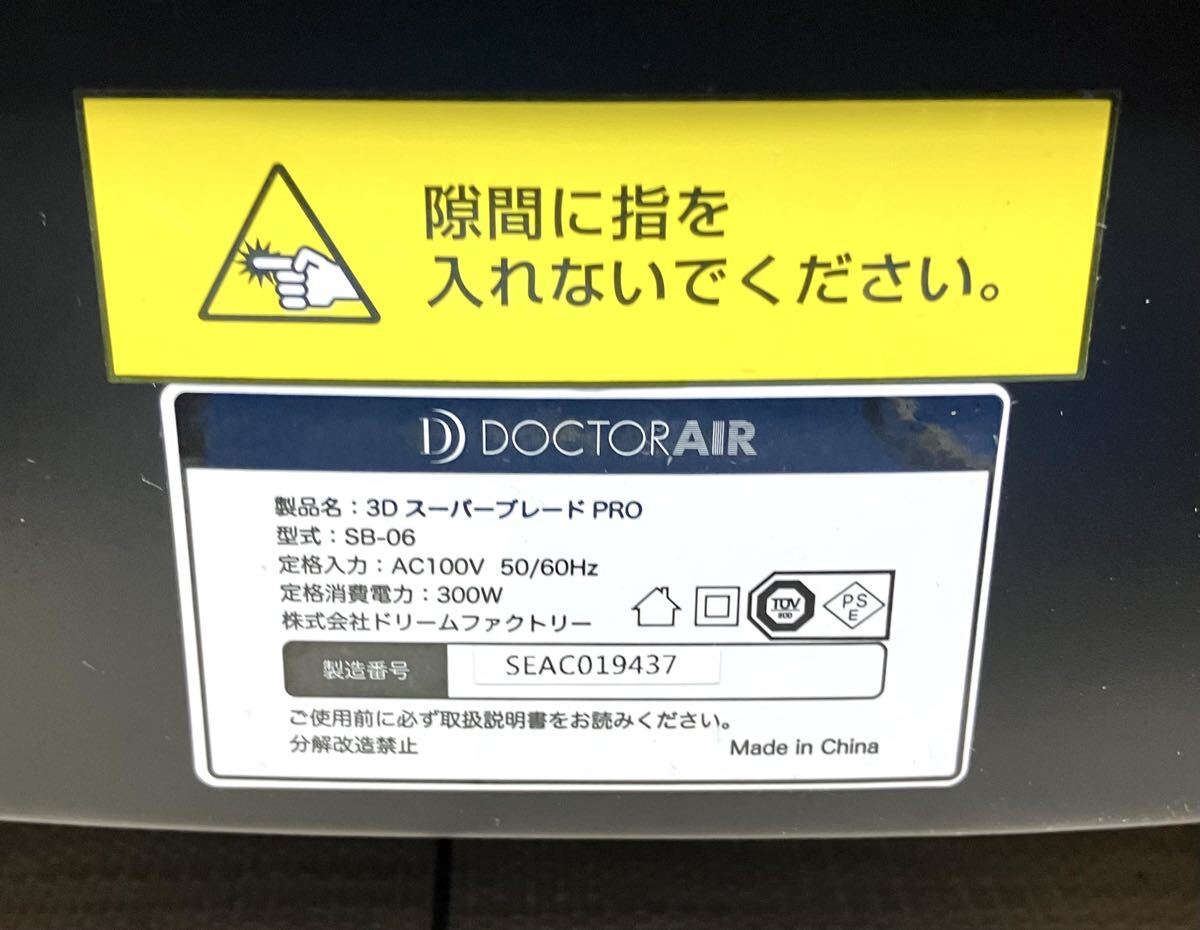 隙間に指を
入れないでください。
DOCTORAIR
製品名：3D スーパーブレード PRO
型式：SB-06
定格入力：AC100V 50/60Hz
定格消費電力：300W
株式会社ドリームファクトリー
TÜV
PS
E
製造番号 SEAC019437
ご使用前に必ず取扱説明書をお読みください。
分解改造禁止 Made in China